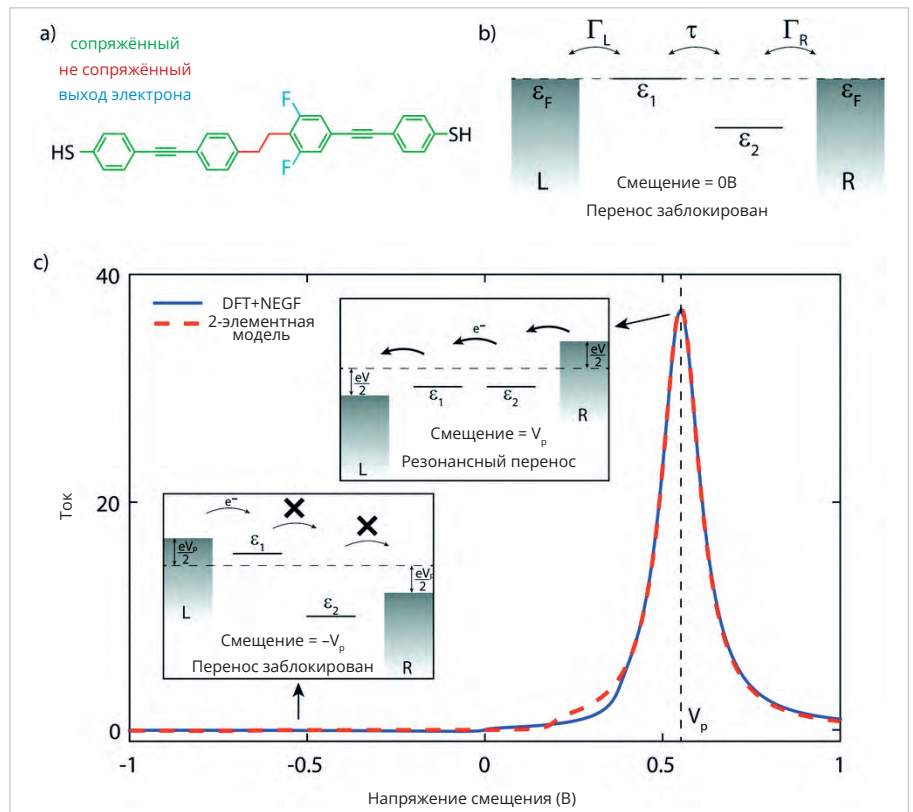 a)
сопряжённый
не сопряжённый
выход электрона
F
F
HS
SH
b)
Γ_L
τ
Γ_R
ε_F
ε_1
ε_F
ε_2
L
R
Смещение = 0В
Перенос заблокирован
c)
40
20
0
Ток
DFT+NEGF
2-элементная
модель
e⁻
eV/2
eV/2
ε_1
ε_2
R
L
Смещение = V_p
Резонансный перенос
e⁻
ε_1
eV_p/2
eV_p/2
L
ε_2
Смещение = –V_p
Перенос заблокирован
R
V_p
-1
-0.5
0
0.5
1
Напряжение смещения (В)